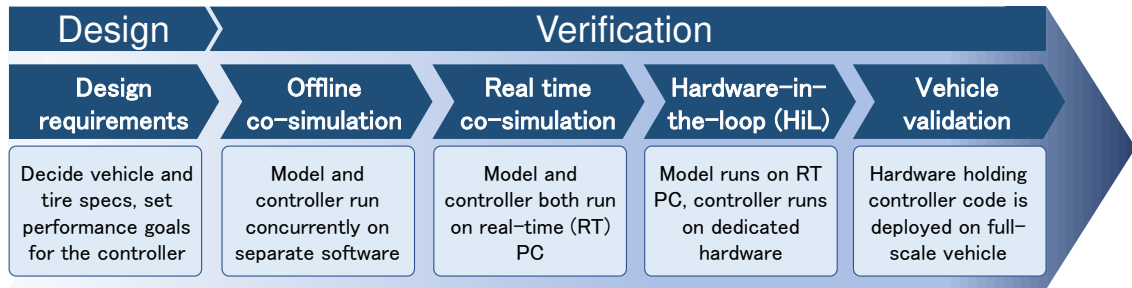 Design
Verification
Design
requirements
Offline
co-simulation
Real time
co-simulation
Hardware-in-
the-loop (HiL)
Vehicle
validation
Decide vehicle and
tire specs, set
performance goals
for the controller
Model and
controller run
concurrently on
separate software
Model and
controller both run
on real-time (RT)
PC
Model runs on RT
PC, controller runs
on dedicated
hardware
Hardware holding
controller code is
deployed on full-
scale vehicle